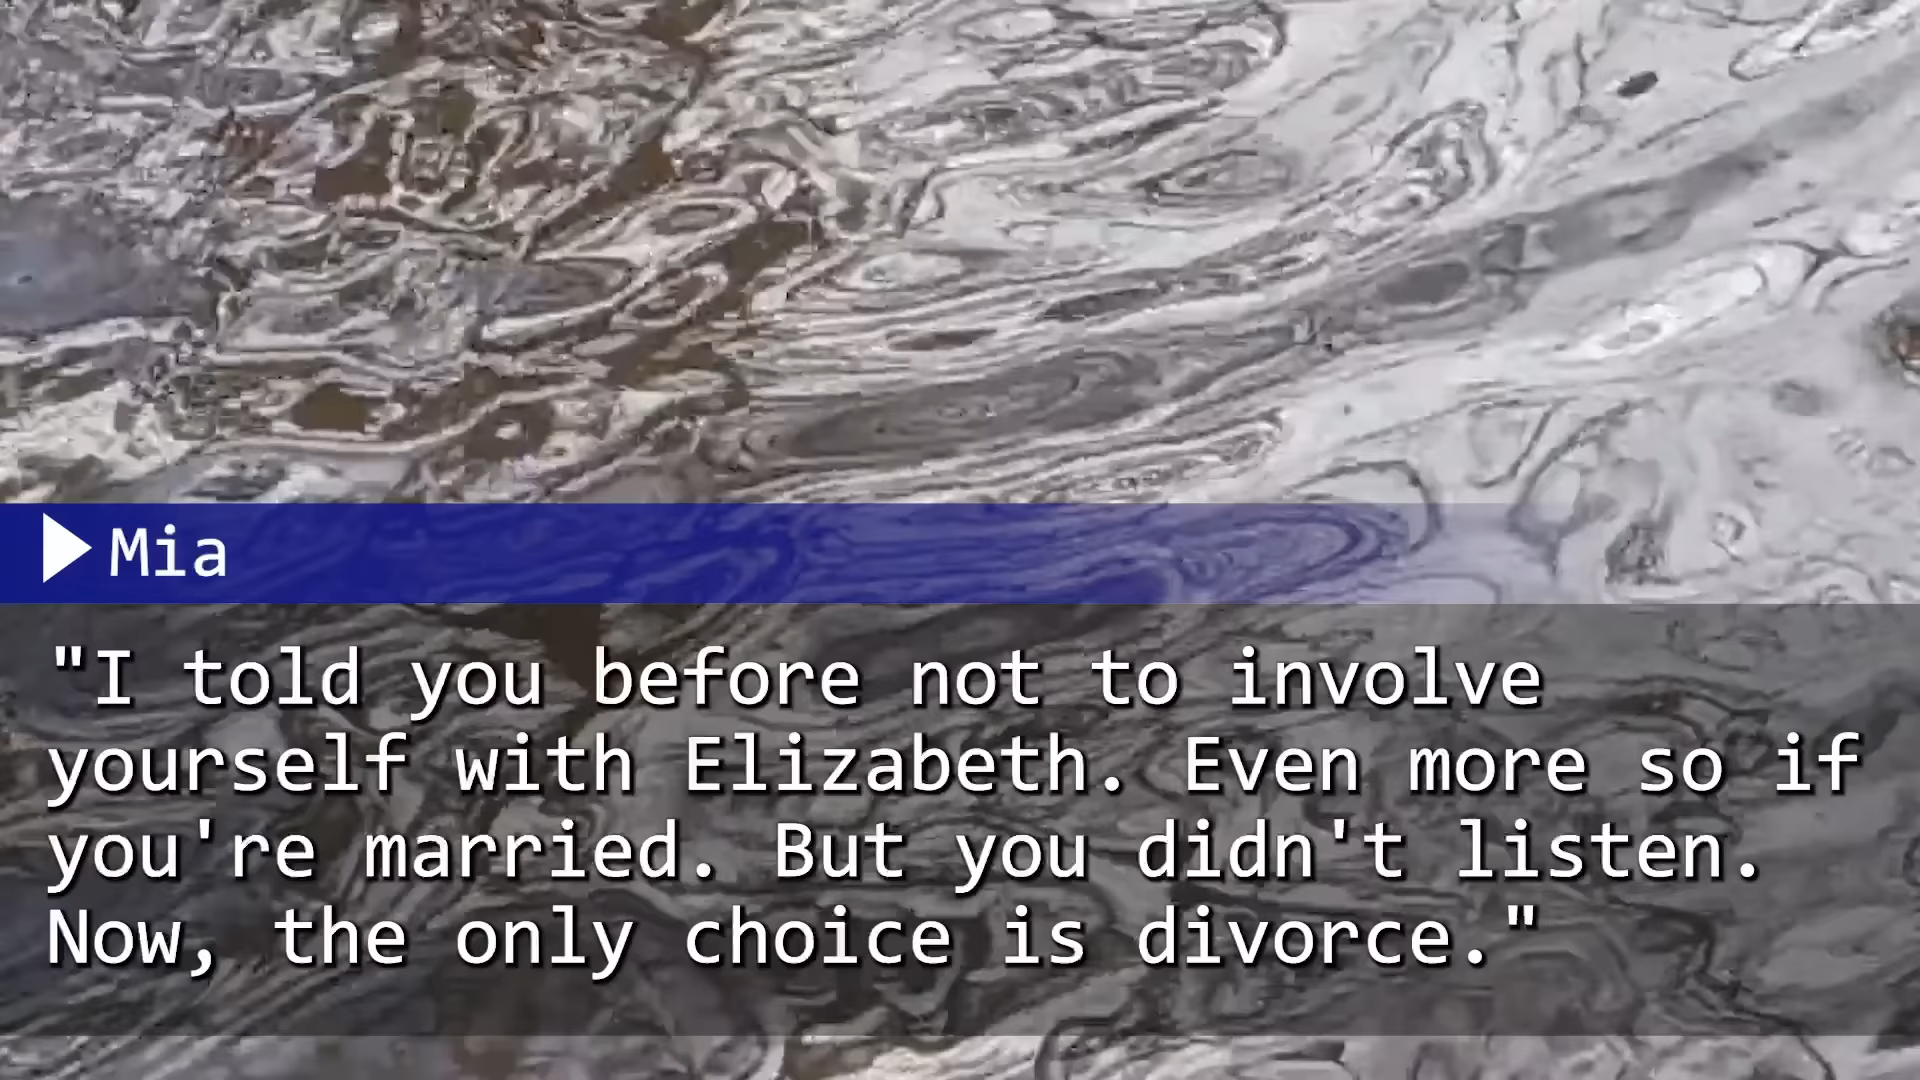 Mia
"I told you before not to involve
yourself with Elizabeth. Even more so if
you're married. But you didn't listen.
Now, the only choice is divorce."